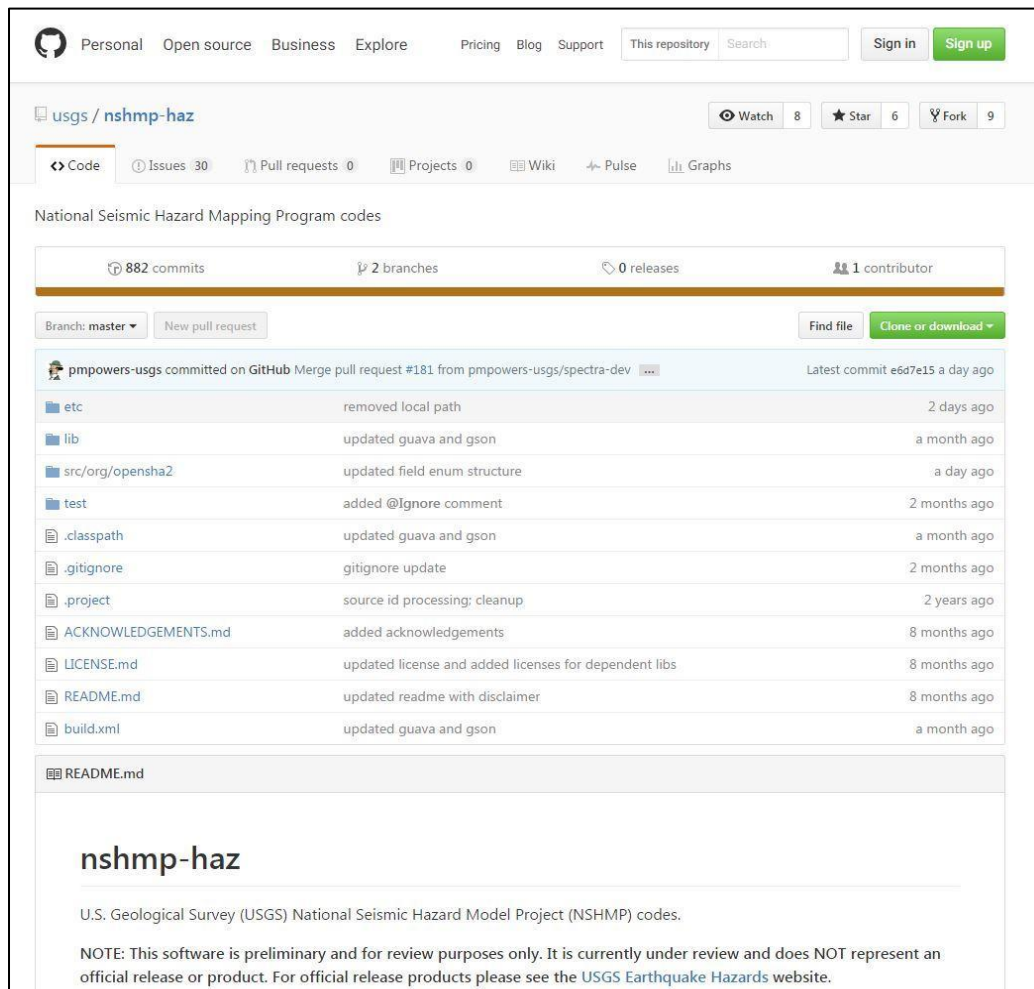 Personal Open source Business Explore Pricing Blog Support This repository Search Sign in Sign up
usgs / nshmp-haz Watch 8 Star 6 Fork 9
<> Code Issues 30 Pull requests 0 Projects 0 Wiki Pulse Graphs
National Seismic Hazard Mapping Program codes
882 commits 2 branches 0 releases 1 contributor
Branch: master New pull request Find file Clone or download
pmpowers-usgs committed on GitHub Merge pull request #181 from pmpowers-usgs/spectra-dev ... Latest commit e6d7e15 a day ago
etc removed local path 2 days ago
lib updated guava and gson a month ago
src/org/opensha2 updated field enum structure a day ago
test added @Ignore comment 2 months ago
.classpath updated guava and gson a month ago
.gitignore gitignore update 2 months ago
.project source id processing; cleanup 2 years ago
ACKNOWLEDGEMENTS.md added acknowledgements 8 months ago
LICENSE.md updated license and added licenses for dependent libs 8 months ago
README.md updated readme with disclaimer 8 months ago
build.xml updated guava and gson a month ago
README.md
nshmp-haz
U.S. Geological Survey (USGS) National Seismic Hazard Model Project (NSHMP) codes.
NOTE: This software is preliminary and for review purposes only. It is currently under review and does NOT represent an
official release or product. For official release products please see the USGS Earthquake Hazards website.